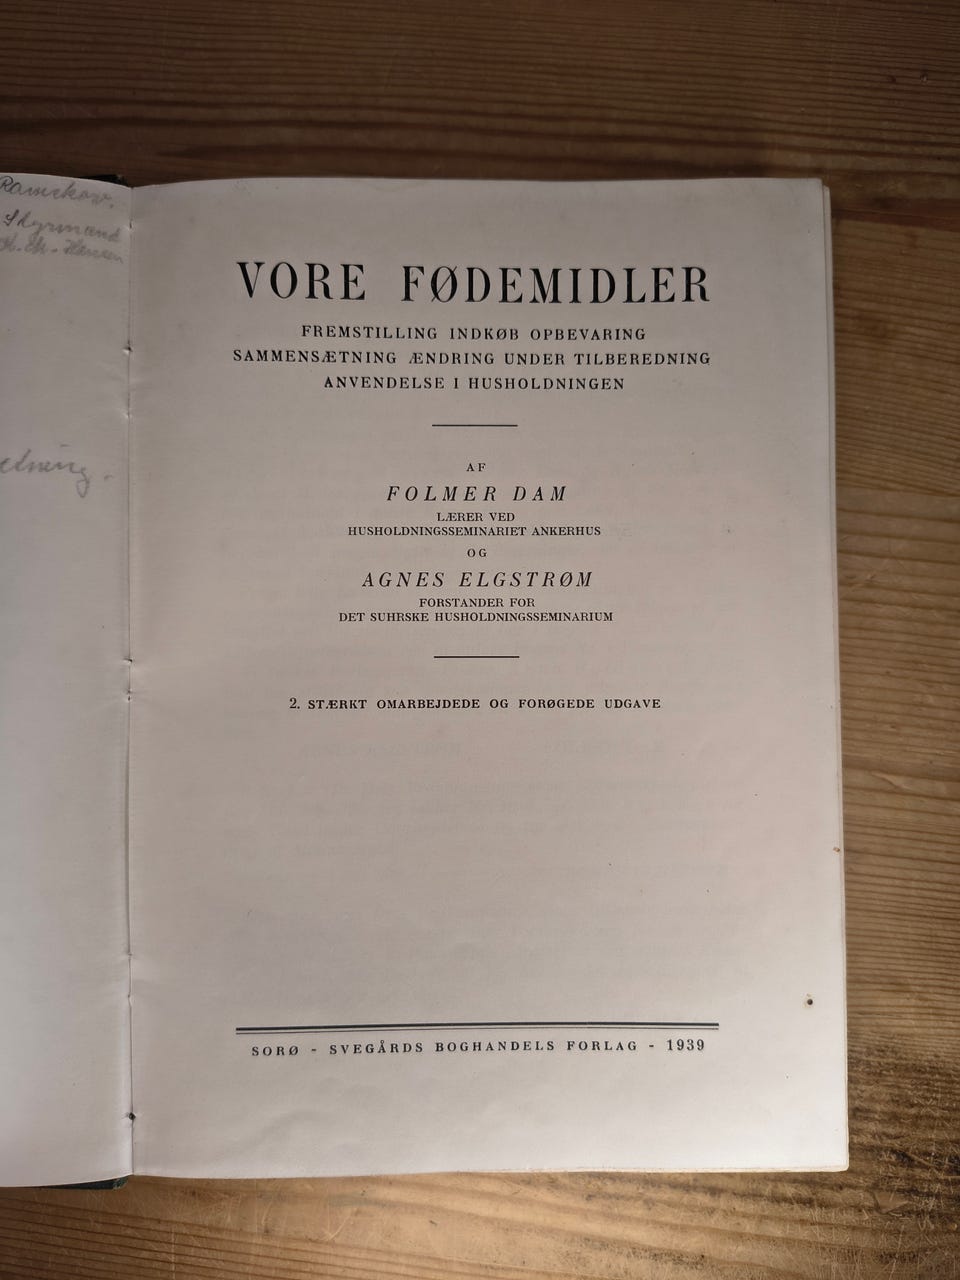 VORE FØDEMIDLER
FREMSTILLING INDKØB OPBEVARING
SAMMENSÆTNING ÆNDRING UNDER TILBEREDNING
ANVENDELSE I HUSHOLDNINGEN
AF
FOLMER DAM
LÆRER VED
HUSHOLDNINGSSEMINARIET ANKERHUS
OG
AGNES ELGSTRØM
FORSTANDER FOR
DET SUHRSKE HUSHOLDNINGSSEMINARIUM
2. STÆRKT OMARBEJDEDE OG FORØGEDE UDGAVE
SORØ - SVEGÅRDS BOGHANDELS FORLAG - 1939